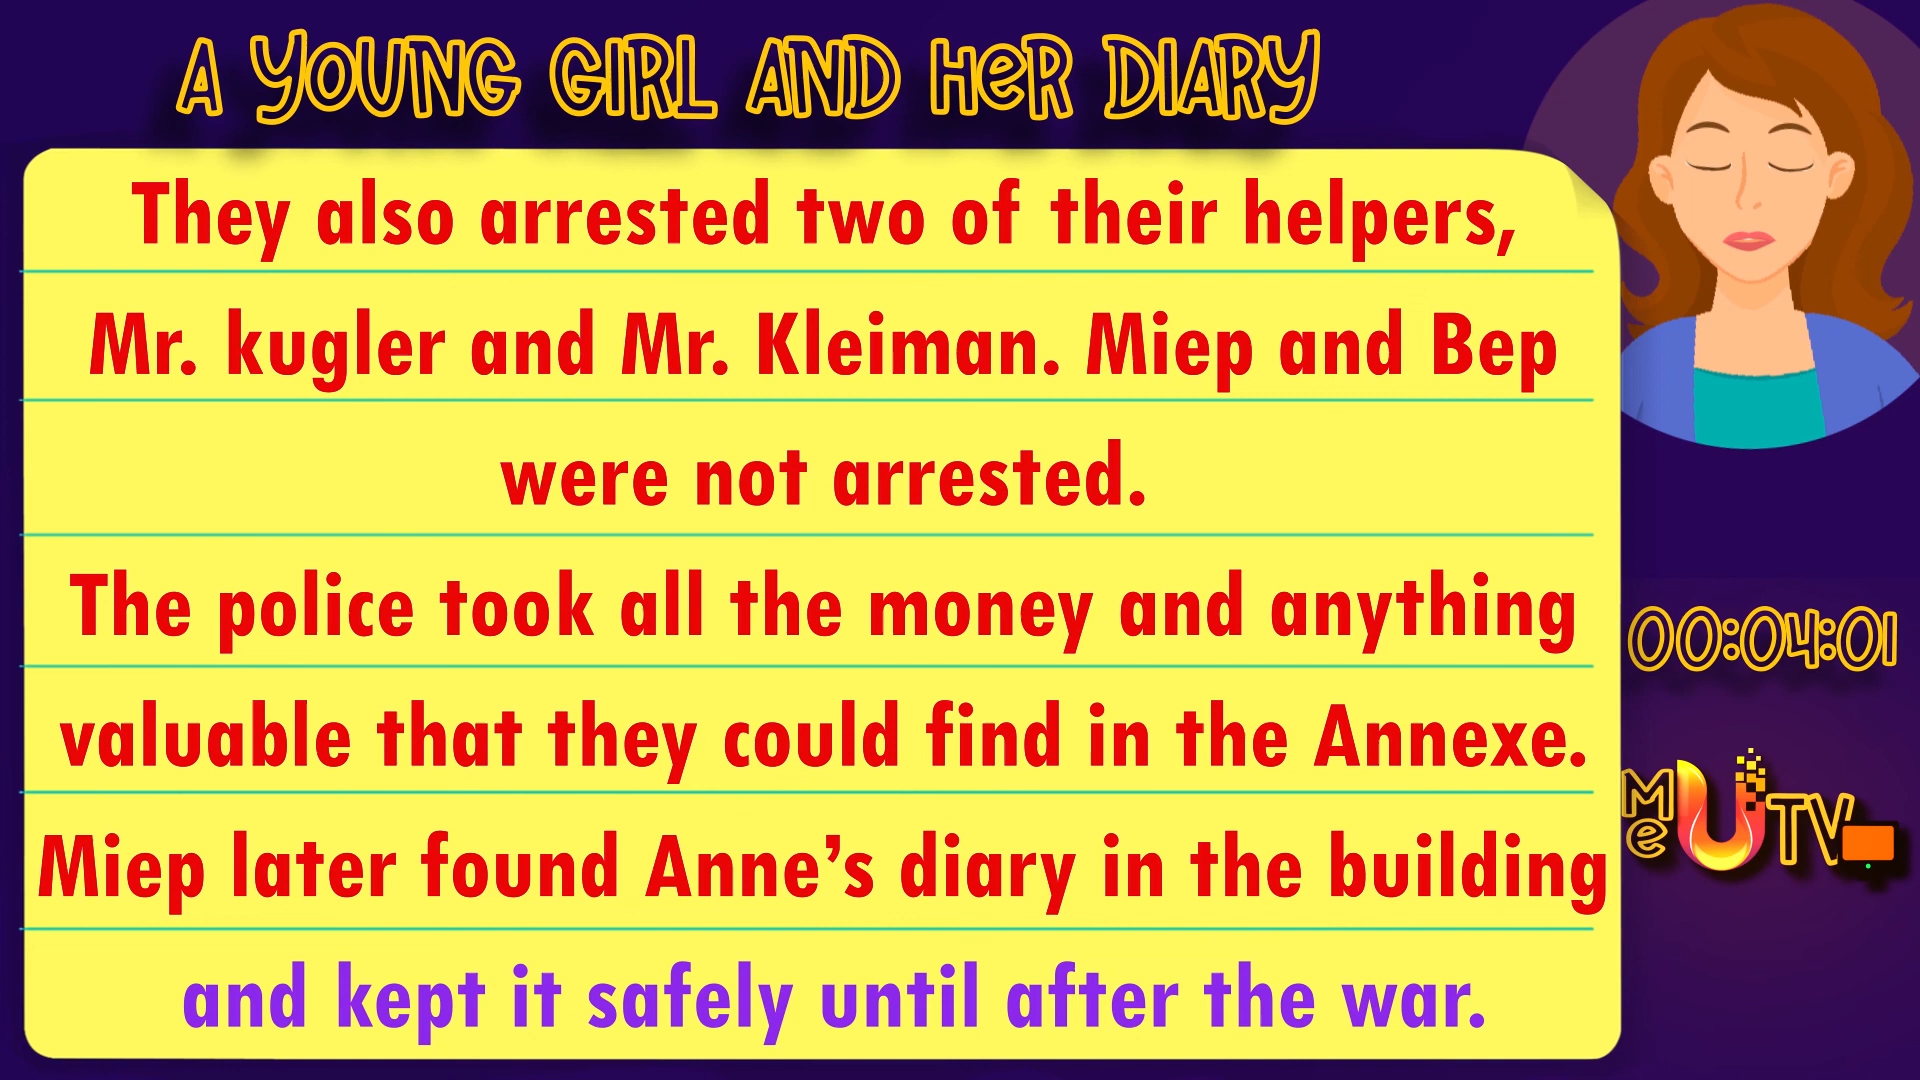 A YOUNG GIRL AND HeR DIARY
They also arrested two of their helpers,
Mr. kugler and Mr. Kleiman. Miep and Bep
were not arrested.
The police took all the money and anything
valuable that they could find in the Annexe.
Miep later found Anne’s diary in the building
and kept it safely until after the war.
00:04:01
Me U TV